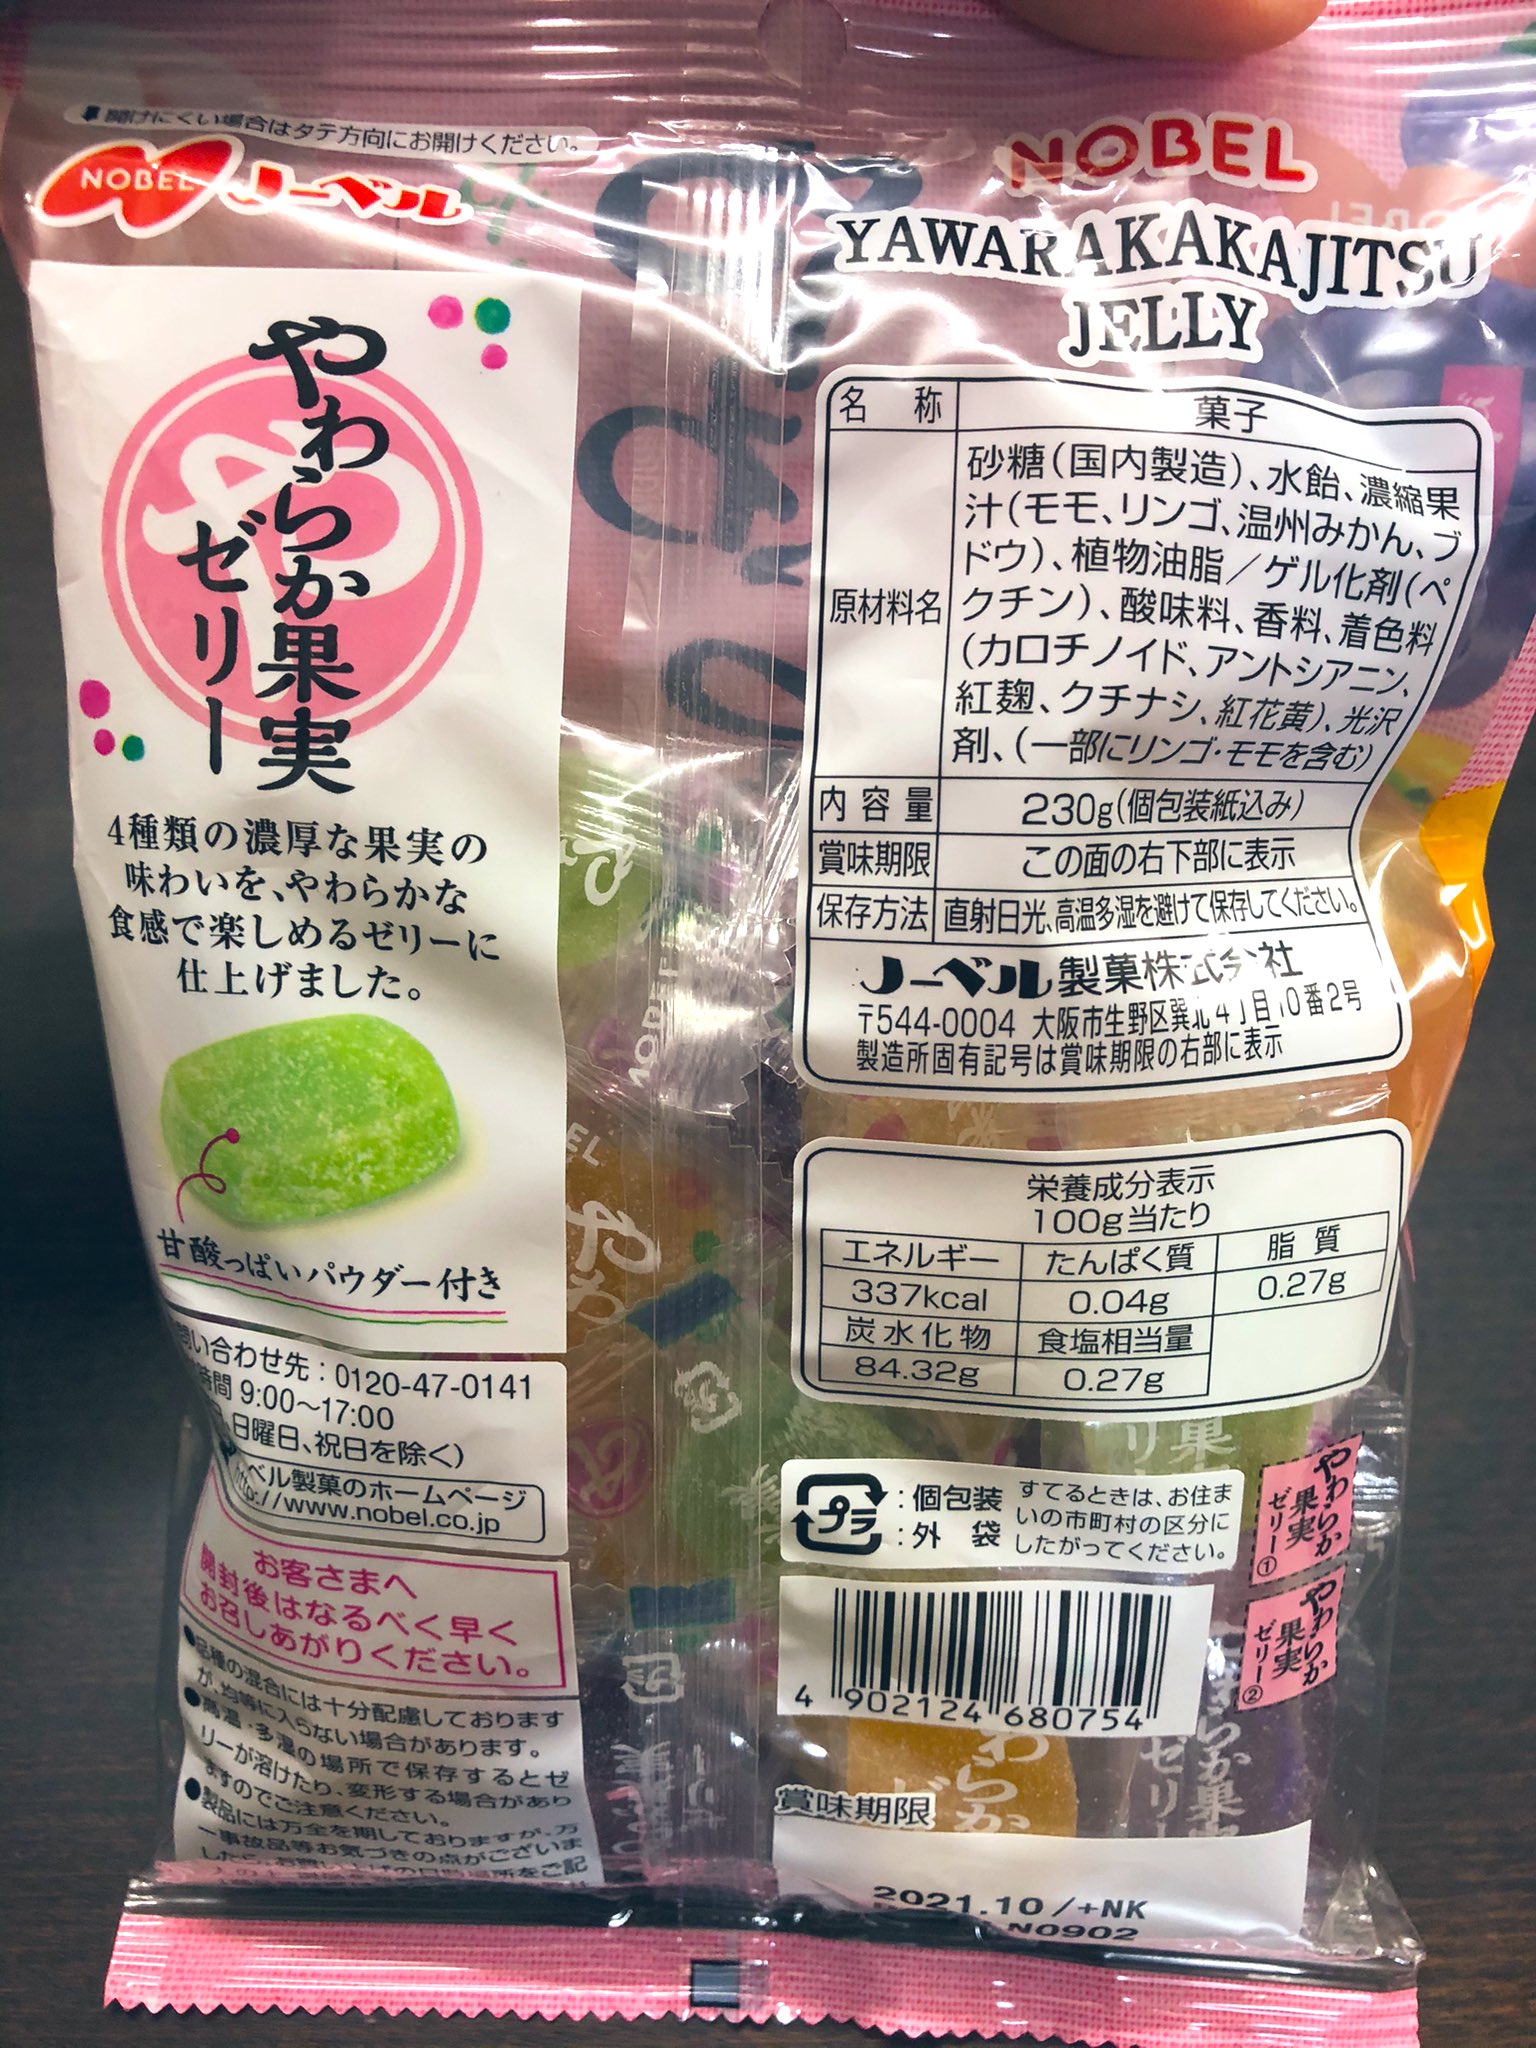 開けにくい場合はタテ方向にお開けください。
NOBEL ノーベル
やわらか果実
ゼリー
4種類の濃厚な果実の
味わいを、やわらかな
食感で楽しめるゼリーに
仕上げました。
甘酸っぱいパウダー付き
い合わせ先：0120-47-0141
時間 9:00～17:00
日曜日、祝日を除く)
ベル製菓のホームページ
://www.nobel.co.jp
お客さまへ
開封後はなるべく早く
お召しあがりください。
●品種の混合には十分配慮しております
が、均等に入らない場合があります。
●高温・多湿の場所で保存するとゼ
リーが溶けたり、変形する場合があり
ますのでご注意ください。
●製品には万全を期しておりますが、万
一事故品等お気づきの点がございま
NOBEL
YAWARAKAKAJITSU
JELLY
名称 菓子
原材料名
砂糖(国内製造)、水飴、濃縮果
汁(モモ、リンゴ、温州みかん、ブ
ドウ)、植物油脂／ゲル化剤(ペ
クチン)、酸味料、香料、着色料
(カロチノイド、アントシアニン、
紅麹、クチナシ、紅花黄)、光沢
剤、(一部にリンゴ・モモを含む)
内容量 230g(個包装紙込み)
賞味期限 この面の右下部に表示
保存方法 直射日光、高温多湿を避けて保存してください。
ノーベル製菓株式会社
〒544-0004 大阪市生野区巽北4丁目10番2号
製造所固有記号は賞味期限の右部に表示
栄養成分表示
100g当たり
エネルギー たんぱく質 脂質
337kcal 0.04g 0.27g
炭水化物 食塩相当量
84.32g 0.27g
プラ
：個包装
：外袋
すてるときは、お住ま
いの市町村の区分に
したがってください。
やわらか果実ゼリー①
やわらか果実ゼリー②
4 902124 680754
賞味期限
2021.10/+NK
N0902